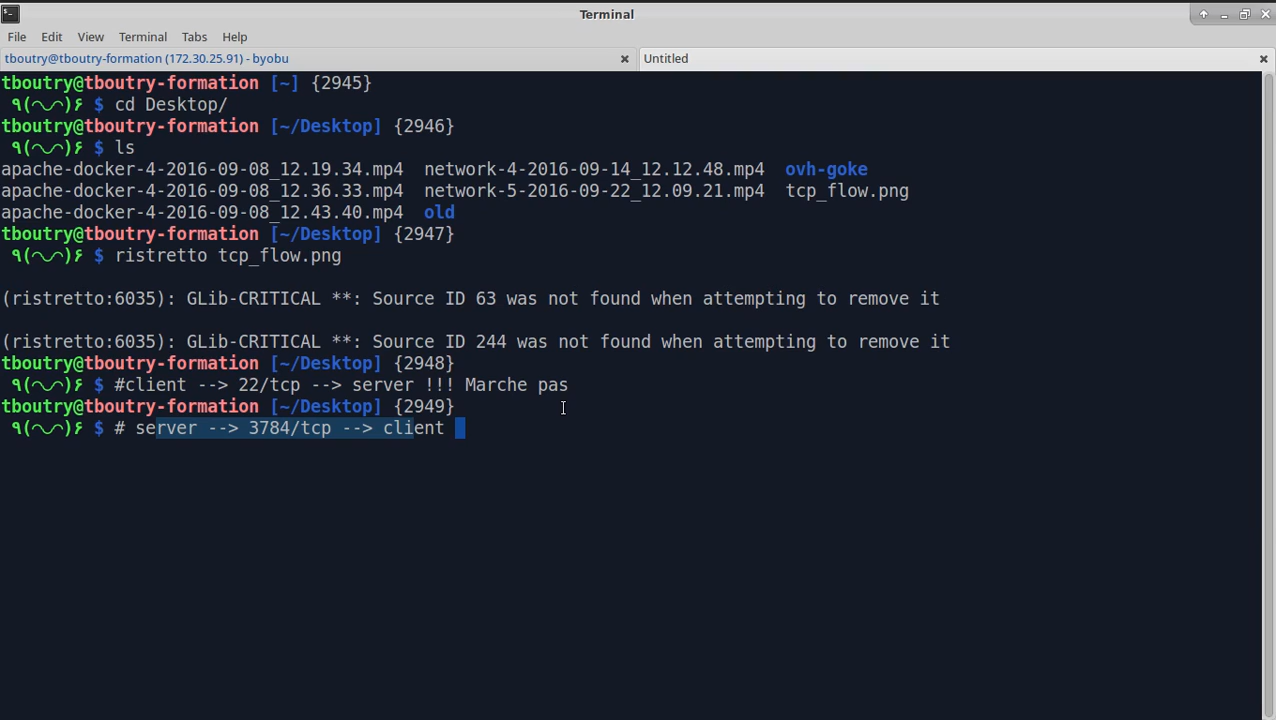 Terminal
File Edit View Terminal Tabs Help
tboutry@tboutry-formation (172.30.25.91) - byobu
Untitled
tboutry@tboutry-formation [~] {2945}
٩(◠◡◠)۶ $ cd Desktop/
tboutry@tboutry-formation [~/Desktop] {2946}
٩(◠◡◠)۶ $ ls
apache-docker-4-2016-09-08_12.19.34.mp4 network-4-2016-09-14_12.12.48.mp4 ovh-goke
apache-docker-4-2016-09-08_12.36.33.mp4 network-5-2016-09-22_12.09.21.mp4 tcp_flow.png
apache-docker-4-2016-09-08_12.43.40.mp4 old
tboutry@tboutry-formation [~/Desktop] {2947}
٩(◠◡◠)۶ $ ristretto tcp_flow.png
(ristretto:6035): GLib-CRITICAL **: Source ID 63 was not found when attempting to remove it
(ristretto:6035): GLib-CRITICAL **: Source ID 244 was not found when attempting to remove it
tboutry@tboutry-formation [~/Desktop] {2948}
٩(◠◡◠)۶ $ #client --> 22/tcp --> server !!! Marche pas
tboutry@tboutry-formation [~/Desktop] {2949}
٩(◠◡◠)۶ $ # server --> 3784/tcp --> client